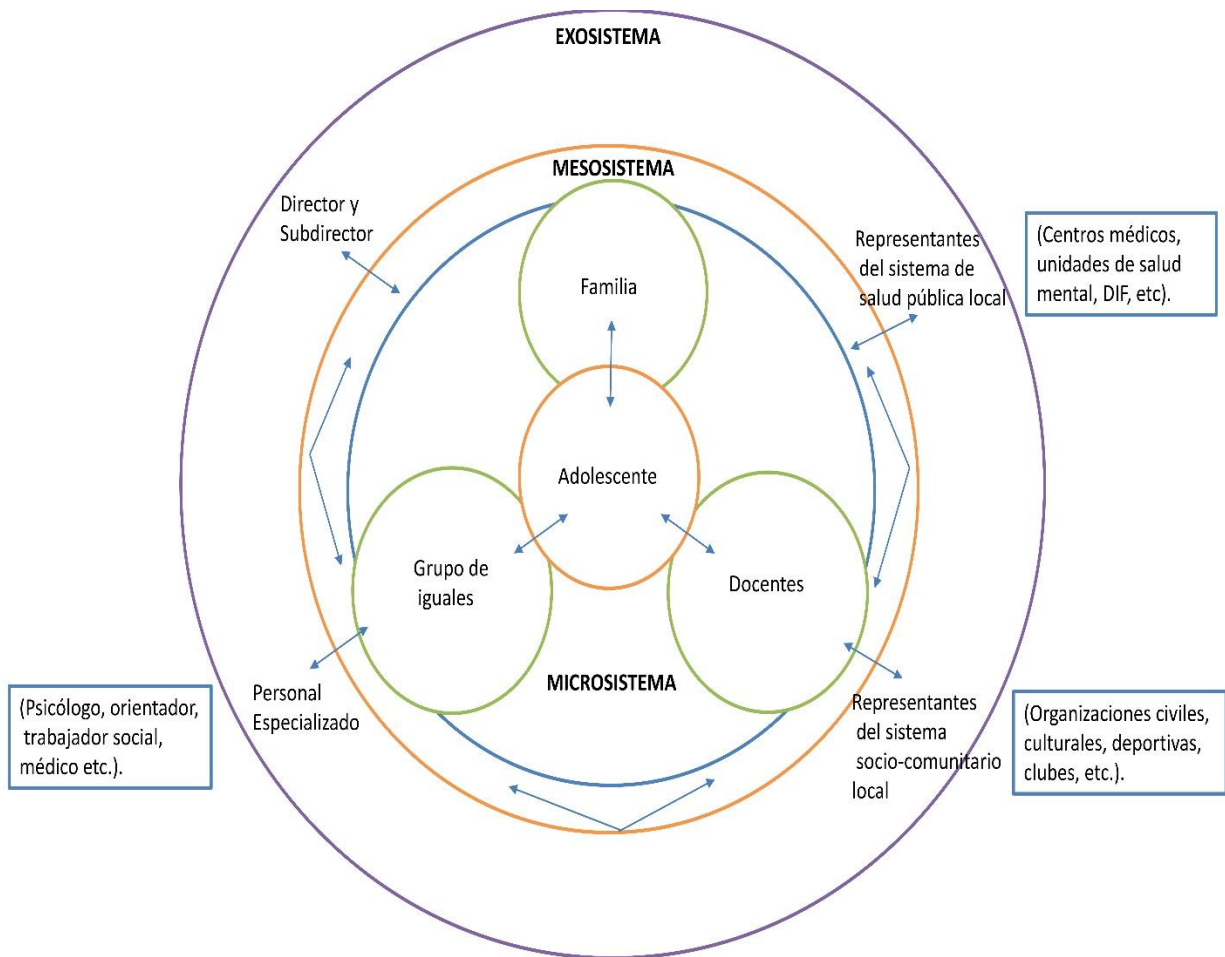 EXOSISTEMA
MESOSISTEMA
Director y
Subdirector
Representantes
del sistema de
salud pública local
(Centros médicos,
unidades de salud
mental, DIF, etc).
Familia
Adolescente
Grupo de
iguales
Docentes
MICROSISTEMA
Personal
Especializado
(Psicólogo, orientador,
trabajador social,
médico etc.).
Representantes
del sistema
socio-comunitario
local
(Organizaciones civiles,
culturales, deportivas,
clubes, etc.).